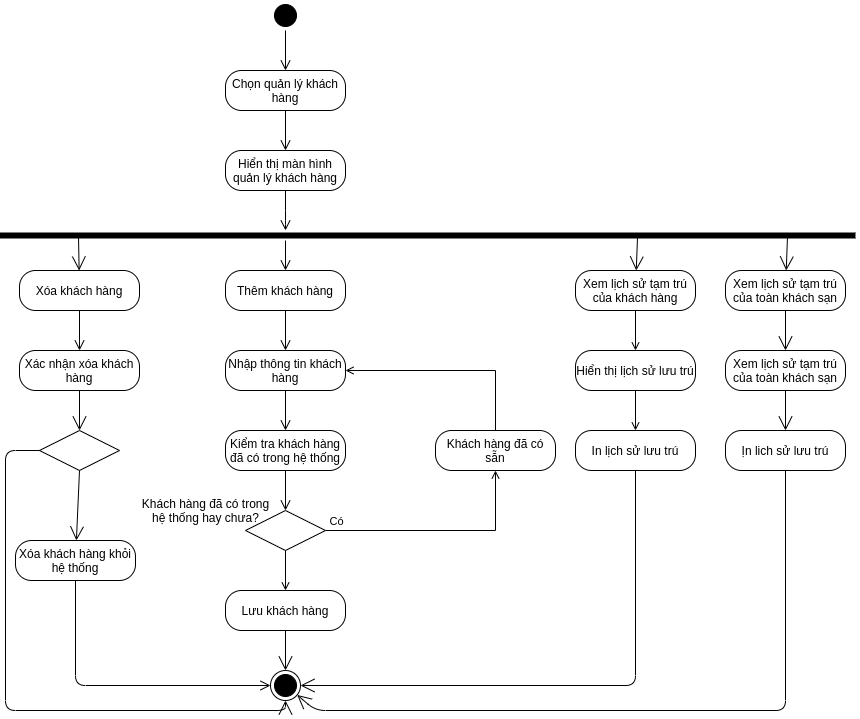 Chọn quản lý khách
hàng
Hiển thị màn hình
quản lý khách hàng
Xóa khách hàng
Thêm khách hàng
Xem lịch sử tạm trú
của khách hàng
Xem lịch sử tạm trú
của toàn khách sạn
Xác nhận xóa khách
hàng
Nhập thông tin khách
hàng
Hiển thị lịch sử lưu trú
Xem lịch sử tạm trú
của toàn khách sạn
Kiểm tra khách hàng
đã có trong hệ thống
Khách hàng đã có
sẵn
In lịch sử lưu trú
Ịn lich sử lưu trú
Khách hàng đã có trong
hệ thống hay chưa?
Có
Xóa khách hàng khỏi
hệ thống
Lưu khách hàng